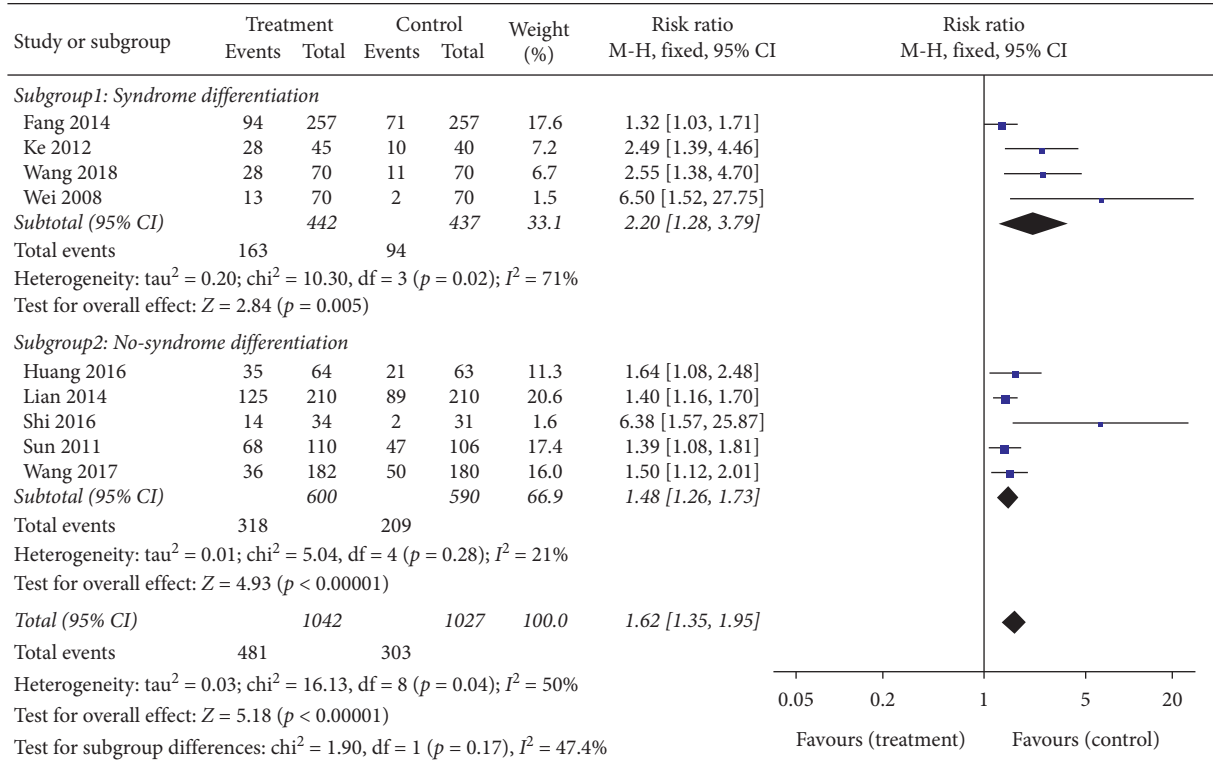 Study or subgroup Treatment Control Weight (%) Risk ratio M-H, fixed, 95% CI Risk ratio M-H, fixed, 95% CI
Events Total Events Total
Subgroup1: Syndrome differentiation
Fang 2014 94 257 71 257 17.6 1.32 [1.03, 1.71]
Ke 2012 28 45 10 40 7.2 2.49 [1.39, 4.46]
Wang 2018 28 70 11 70 6.7 2.55 [1.38, 4.70]
Wei 2008 13 70 2 70 1.5 6.50 [1.52, 27.75]
Subtotal (95% CI) 442 437 33.1 2.20 [1.28, 3.79]
Total events 163 94
Heterogeneity: tau² = 0.20; chi² = 10.30, df = 3 (p = 0.02); I² = 71%
Test for overall effect: Z = 2.84 (p = 0.005)
Subgroup2: No-syndrome differentiation
Huang 2016 35 64 21 63 11.3 1.64 [1.08, 2.48]
Lian 2014 125 210 89 210 20.6 1.40 [1.16, 1.70]
Shi 2016 14 34 2 31 1.6 6.38 [1.57, 25.87]
Sun 2011 68 110 47 106 17.4 1.39 [1.08, 1.81]
Wang 2017 36 182 50 180 16.0 1.50 [1.12, 2.01]
Subtotal (95% CI) 600 590 66.9 1.48 [1.26, 1.73]
Total events 318 209
Heterogeneity: tau² = 0.01; chi² = 5.04, df = 4 (p = 0.28); I² = 21%
Test for overall effect: Z = 4.93 (p < 0.00001)
Total (95% CI) 1042 1027 100.0 1.62 [1.35, 1.95]
Total events 481 303
Heterogeneity: tau² = 0.03; chi² = 16.13, df = 8 (p = 0.04); I² = 50%
Test for overall effect: Z = 5.18 (p < 0.00001)
Test for subgroup differences: chi² = 1.90, df = 1 (p = 0.17), I² = 47.4%
0.05 0.2 1 5 20
Favours (treatment) Favours (control)